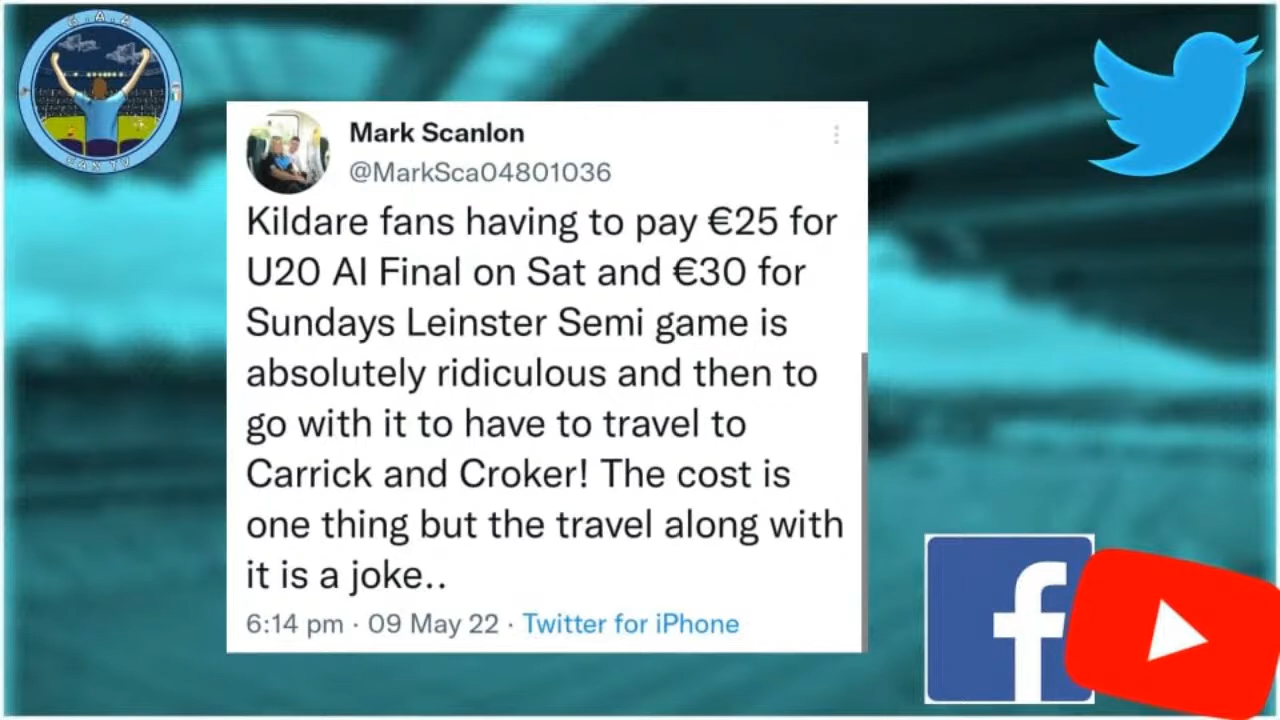 G A A
FAX TV
Mark Scanlon
@MarkSca04801036
Kildare fans having to pay €25 for
U20 AI Final on Sat and €30 for
Sundays Leinster Semi game is
absolutely ridiculous and then to
go with it to have to travel to
Carrick and Croker! The cost is
one thing but the travel along with
it is a joke..
6:14 pm · 09 May 22 · Twitter for iPhone
f